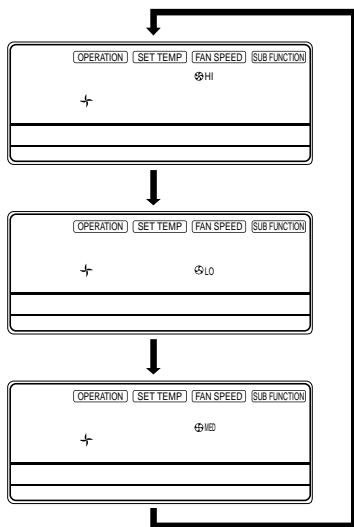 OPERATION SET TEMP FAN SPEED SUB FUNCTION
HI
OPERATION SET TEMP FAN SPEED SUB FUNCTION
LO
OPERATION SET TEMP FAN SPEED SUB FUNCTION
MED